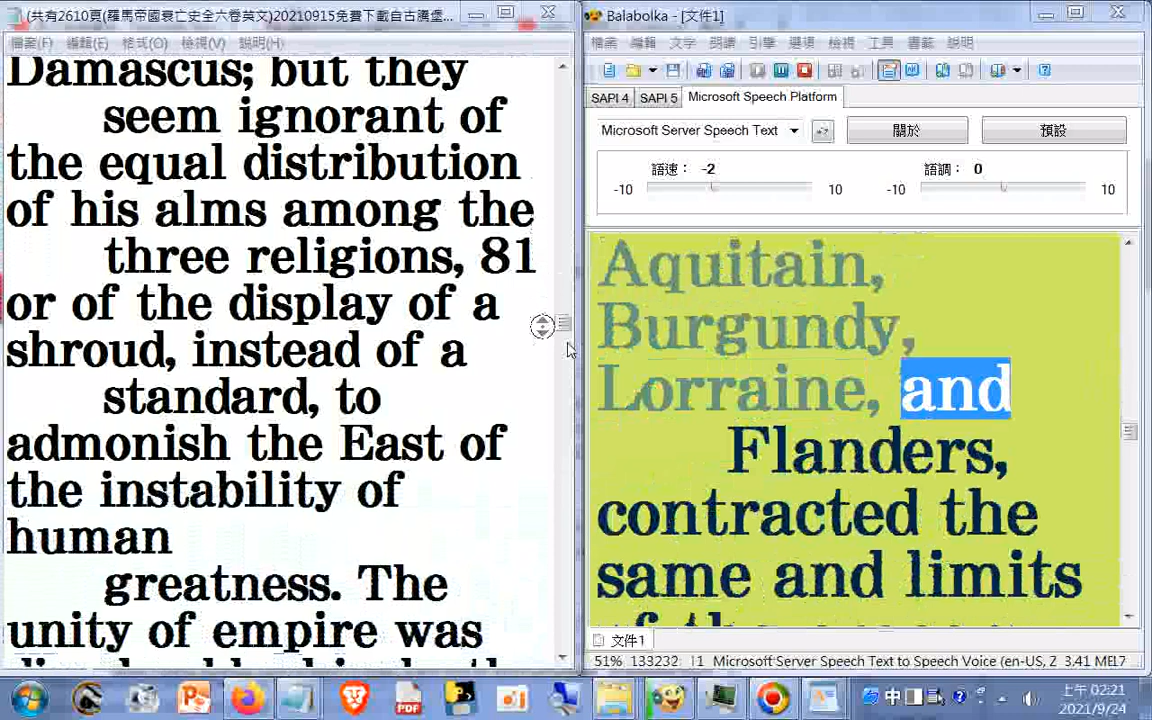 (共有2610頁(羅馬帝國衰亡史全六卷英文)20210915免費下載自古騰堡...
檔案(F) 編輯(E) 格式(O) 檢視(V) 說明(H)
Damascus; but they
seem ignorant of
the equal distribution
of his alms among the
three religions, 81
or of the display of a
shroud, instead of a
standard, to
admonish the East of
the instability of
human
greatness. The
unity of empire was
Balabolka - [文件1]
檔案 編輯 文字 朗讀 引擎 選項 檢視 工具 書籤 說明
SAPI 4 SAPI 5 Microsoft Speech Platform
Microsoft Server Speech Text 關於 預設
語速： -2 語調： 0
-10 10 -10 10
Aquitain,
Burgundy,
Lorraine, and
Flanders,
contracted the
same and limits
文件1
51% 133232 Microsoft Server Speech Text to Speech Voice (en-US, Z 3.41 ME
PDF
中
上午 02:21
2021/9/24